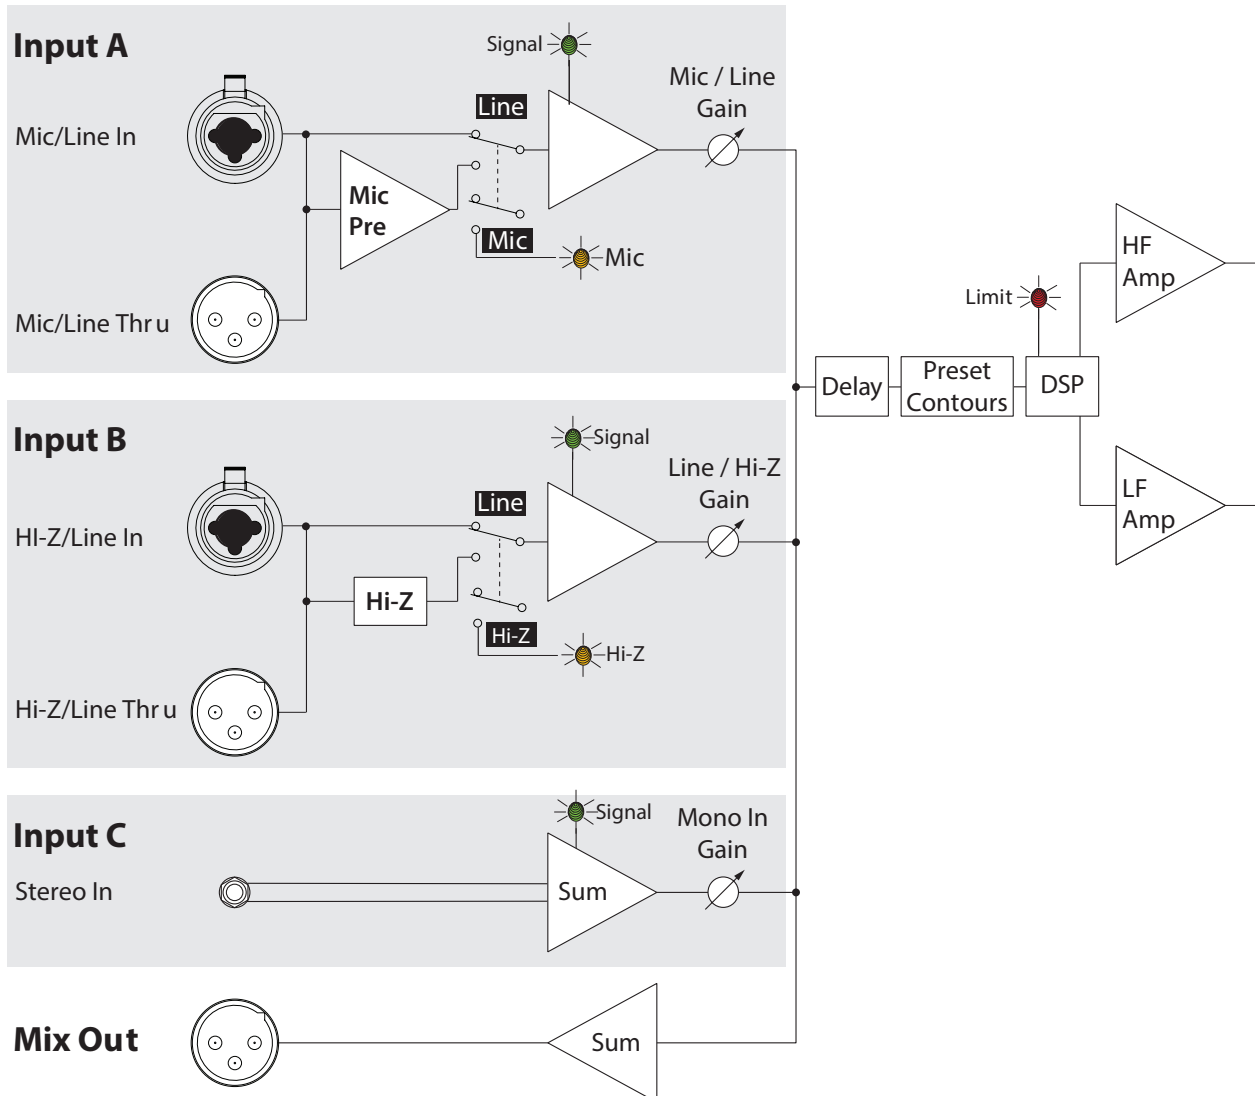 Input A
Signal
Mic / Line
Gain
Line
Mic/Line In
Mic
Pre
Mic
Mic
Mic/Line Thru
HF
Amp
Limit
Delay
Preset
Contours
DSP
LF
Amp
Input B
Signal
Line / Hi-Z
Gain
Line
HI-Z/Line In
Hi-Z
Hi-Z
Hi-Z
Hi-Z/Line Thru
Input C
Signal
Mono In
Gain
Stereo In
Sum
Mix Out
Sum